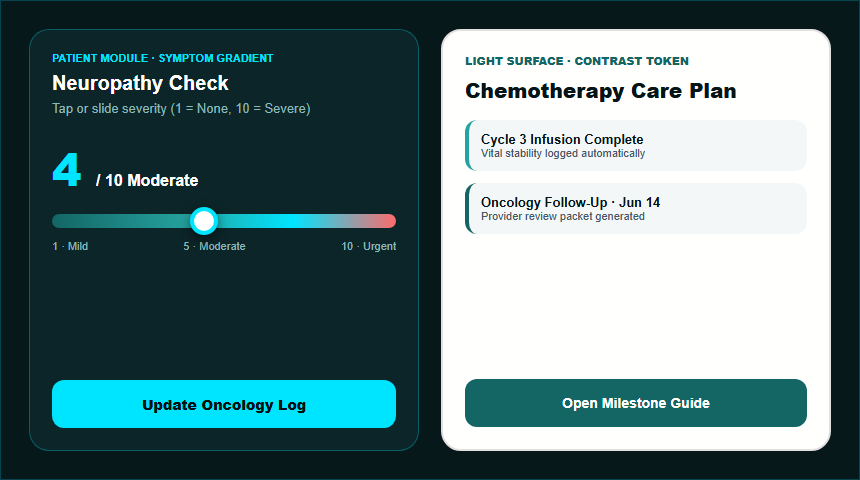 PATIENT MODULE · SYMPTOM GRADIENT
Neuropathy Check
Tap or slide severity (1 = None, 10 = Severe)
4 / 10 Moderate
1 · Mild
5 · Moderate
10 · Urgent
Update Oncology Log
LIGHT SURFACE · CONTRAST TOKEN
Chemotherapy Care Plan
Cycle 3 Infusion Complete
Vital stability logged automatically
Oncology Follow-Up · Jun 14
Provider review packet generated
Open Milestone Guide